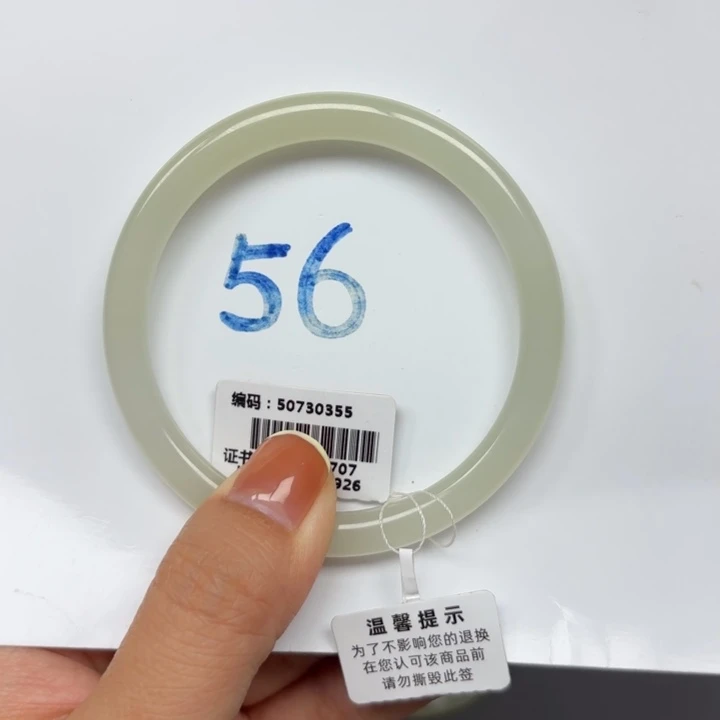 56
编码：50730355
证书
707
926
温馨提示
为了不影响您的退换
在您认可该商品前
请勿撕毁此签